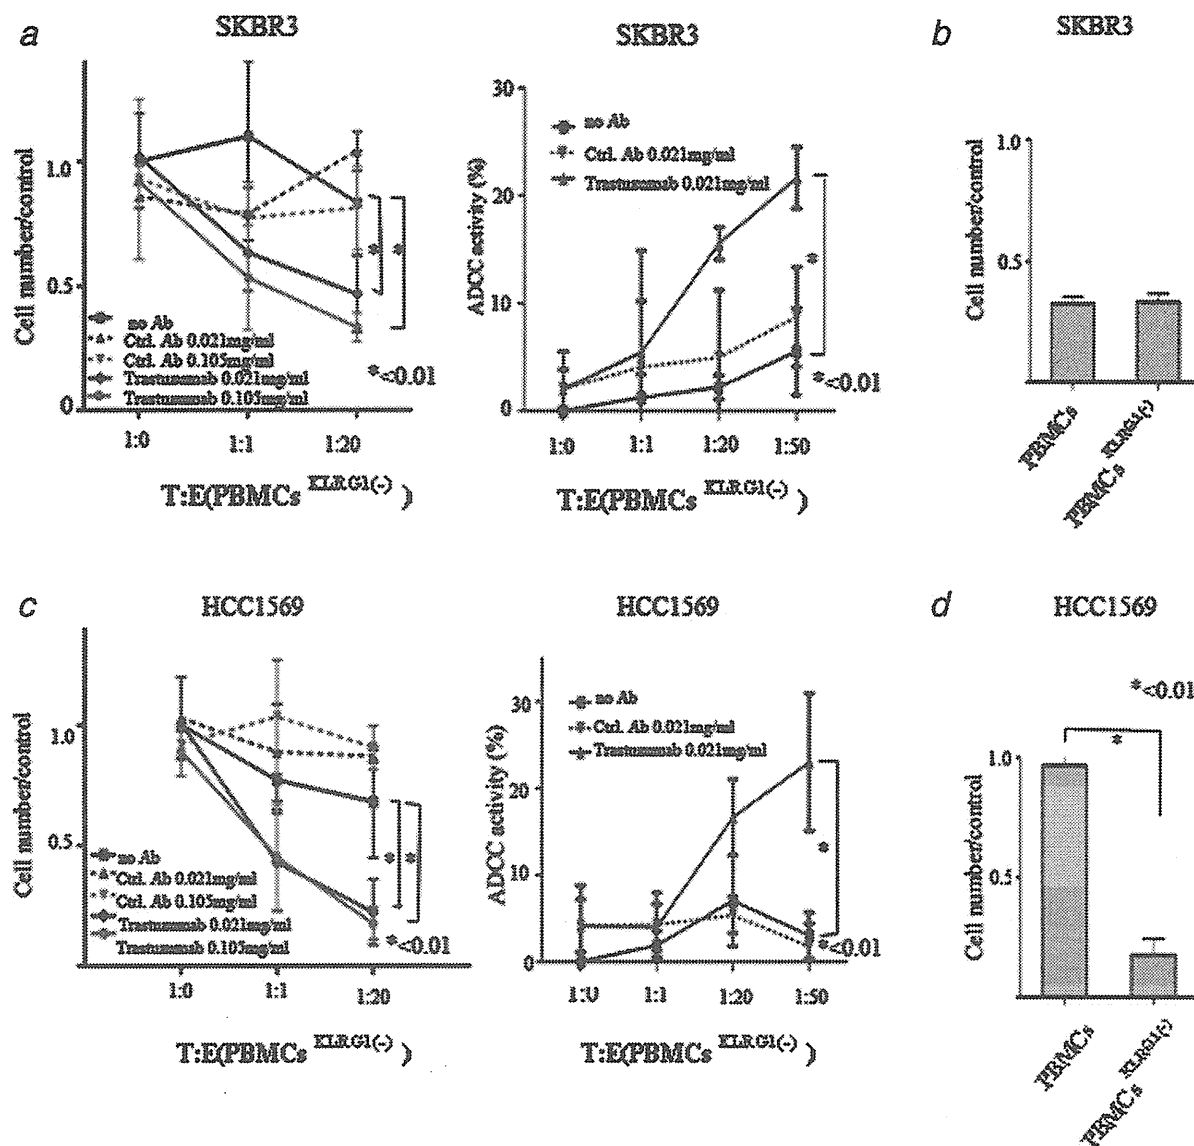 a
SKBR3
Cell number/control
1.0
0.5
0
no Ab
Ctrl. Ab 0.021mg/ml
Ctrl. Ab 0.105mg/ml
Trastuzumab 0.021mg/ml
Trastuzumab 0.105mg/ml
* *
*<0.01
1:0 1:1 1:20
T:E(PBMCs KLRG1(-) )
SKBR3
ADCC activity (%)
30
20
10
0
no Ab
Ctrl. Ab 0.021mg/ml
Trastuzumab 0.021mg/ml
*
*<0.01
1:0 1:1 1:20 1:50
T:E(PBMCs KLRG1(-) )
b
SKBR3
Cell number/control
1.0
0.5
PBMCs
PBMCs KLRG1(-)
c
HCC1569
Cell number/control
1.0
0.5
no Ab
Ctrl. Ab 0.021mg/ml
Ctrl. Ab 0.105mg/ml
Trastuzumab 0.021mg/ml
Trastuzumab 0.105mg/ml
* *
*<0.01
1:0 1:1 1:20
T:E(PBMCs KLRG1(-) )
HCC1569
ADCC activity (%)
30
20
10
0
no Ab
Ctrl. Ab 0.021mg/ml
Trastuzumab 0.021mg/ml
*
*<0.01
1:0 1:1 1:20 1:50
T:E(PBMCs KLRG1(-) )
d
HCC1569
*<0.01
*
Cell number/control
1.0
0.5
PBMCs
PBMCs KLRG1(-)